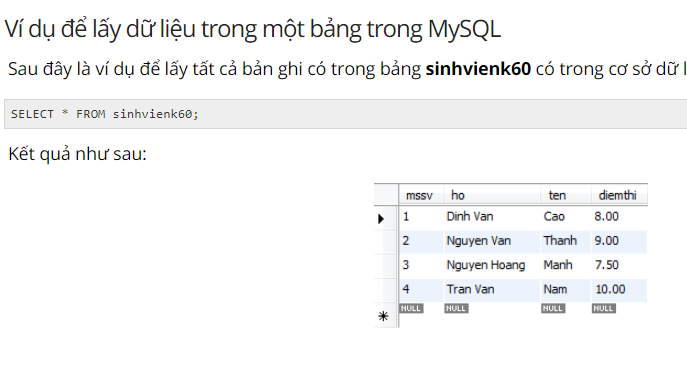 Ví dụ để lấy dữ liệu trong một bảng trong MySQL
Sau đây là ví dụ để lấy tất cả bản ghi có trong bảng sinhvienk60 có trong cơ sở dữ l
SELECT * FROM sinhvienk60;
Kết quả như sau:
mssv ho ten diemthi
1 Dinh Van Cao 8.00
2 Nguyen Van Thanh 9.00
3 Nguyen Hoang Manh 7.50
4 Tran Van Nam 10.00
NULL NULL NULL NULL